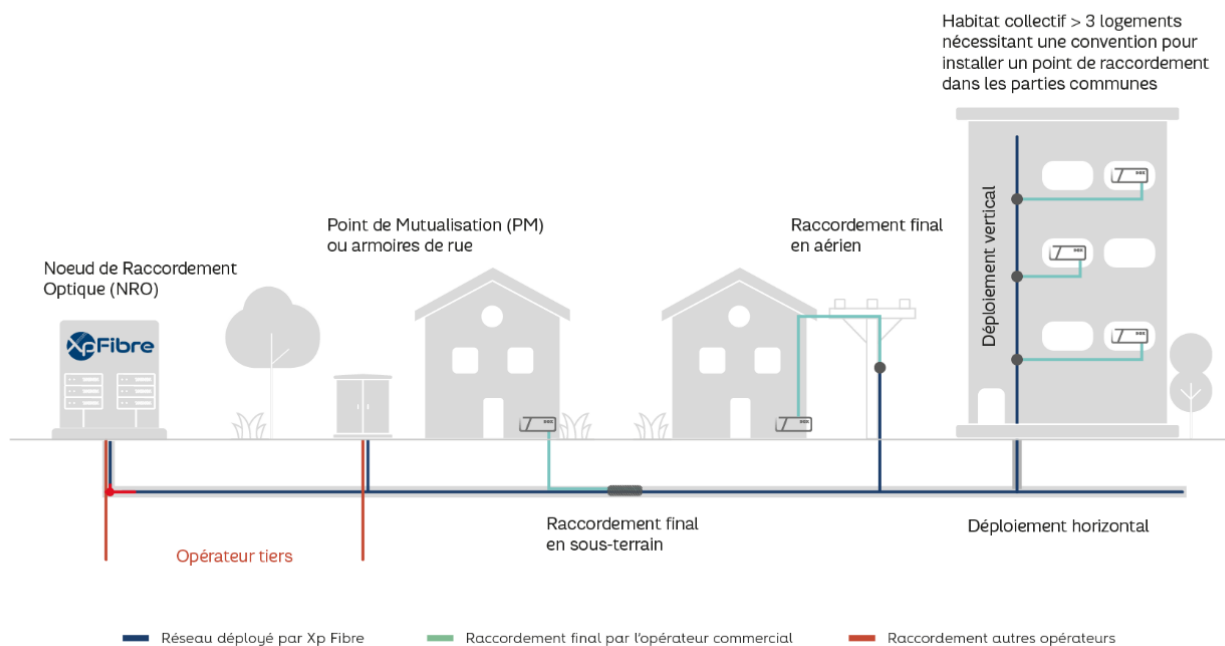 Habitat collectif > 3 logements
nécessitant une convention pour
installer un point de raccordement
dans les parties communes
Point de Mutualisation (PM)
ou armoires de rue
Raccordement final
en aérien
Noeud de Raccordement
Optique (NRO)
XpFibre
Déploiement vertical
Raccordement final
en sous-terrain
Déploiement horizontal
Opérateur tiers
Réseau déployé par Xp Fibre
Raccordement final par l'opérateur commercial
Raccordement autres opérateurs